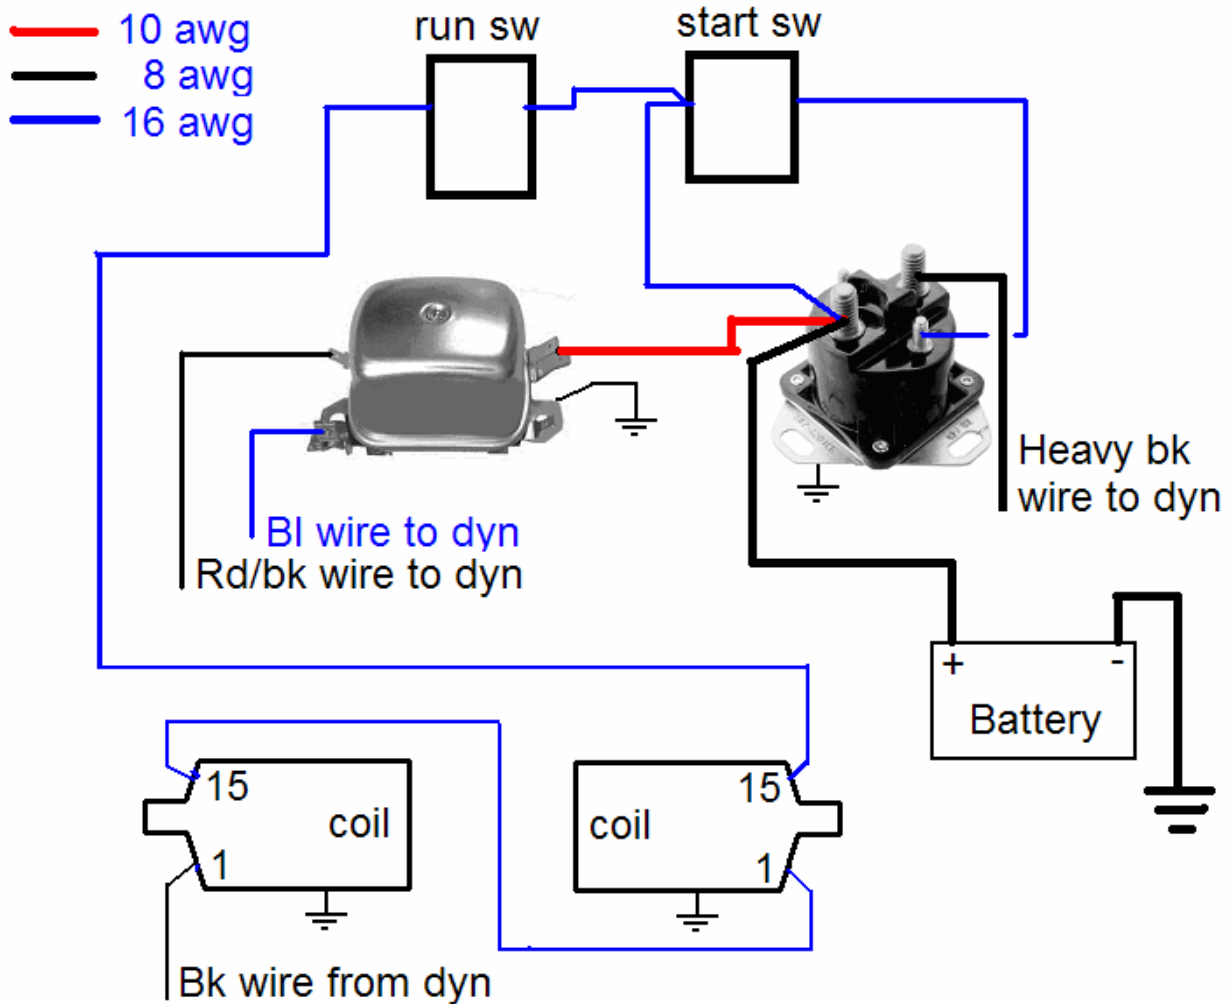 10 awg
8 awg
16 awg
run sw
start sw
Heavy bk
wire to dyn
Bl wire to dyn
Rd/bk wire to dyn
+ -
Battery
15
coil
1
coil
15
1
Bk wire from dyn